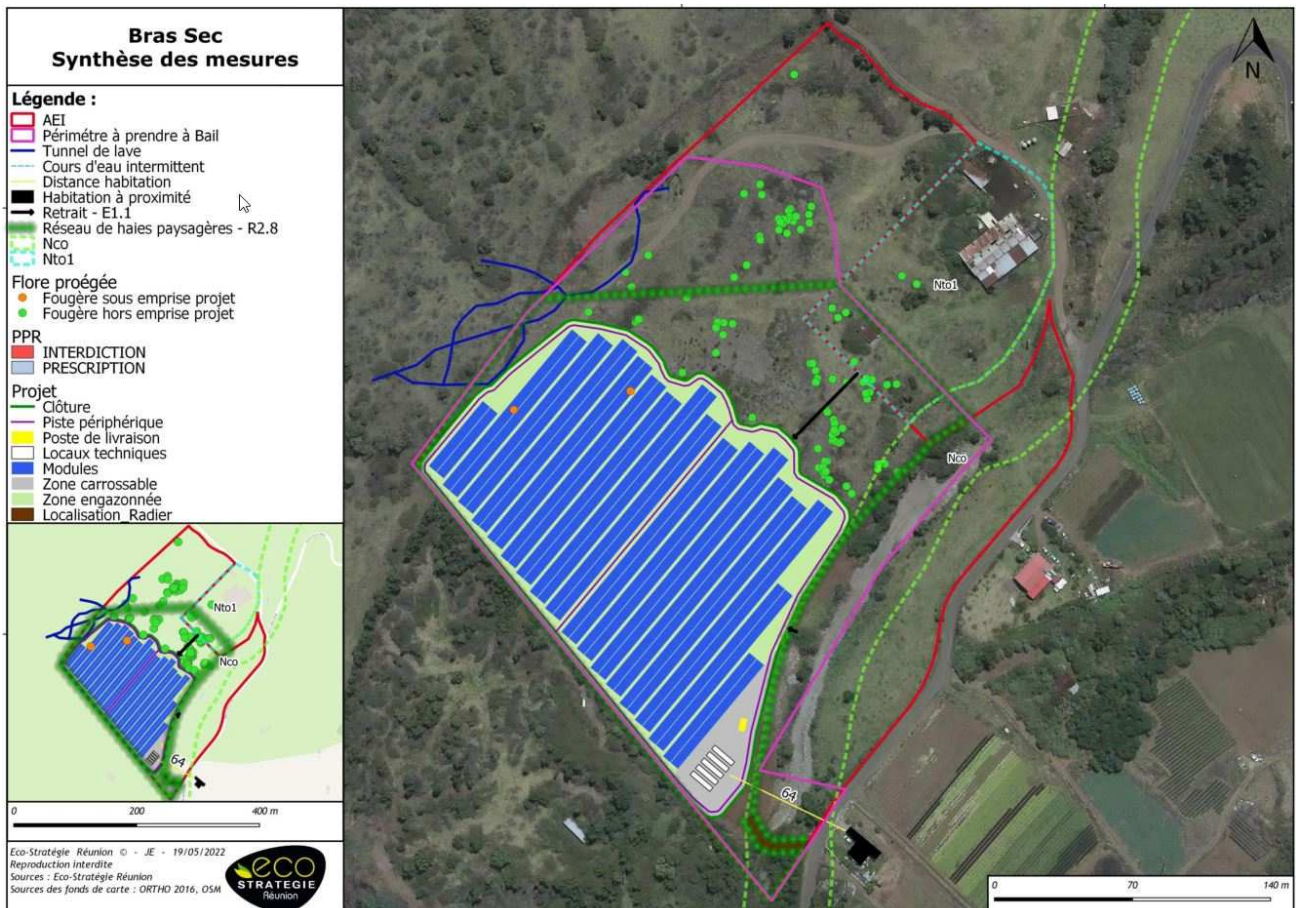 Bras Sec
Synthèse des mesures
Légende :
AEI
Périmétre à prendre à Bail
Tunnel de lave
Cours d'eau intermittent
Distance habitation
Habitation à proximité
Retrait - E1.1
Réseau de haies paysagères - R2.8
Nco
Nto1
Flore proégée
Fougère sous emprise projet
Fougère hors emprise projet
PPR
INTERDICTION
PRESCRIPTION
Projet
Clôture
Piste périphérique
Poste de livraison
Locaux techniques
Modules
Zone carrossable
Zone engazonnée
Localisation_Radier
Nto1
Nco
64
0 200 400 m
Eco-Stratégie Réunion © - JE - 19/05/2022
Reproduction interdite
Sources : Eco-Stratégie Réunion
Sources des fonds de carte : ORTHO 2016, OSM
eco
STRATEGIE
Réunion
N
Nto1
Nco
64
0 70 140 m